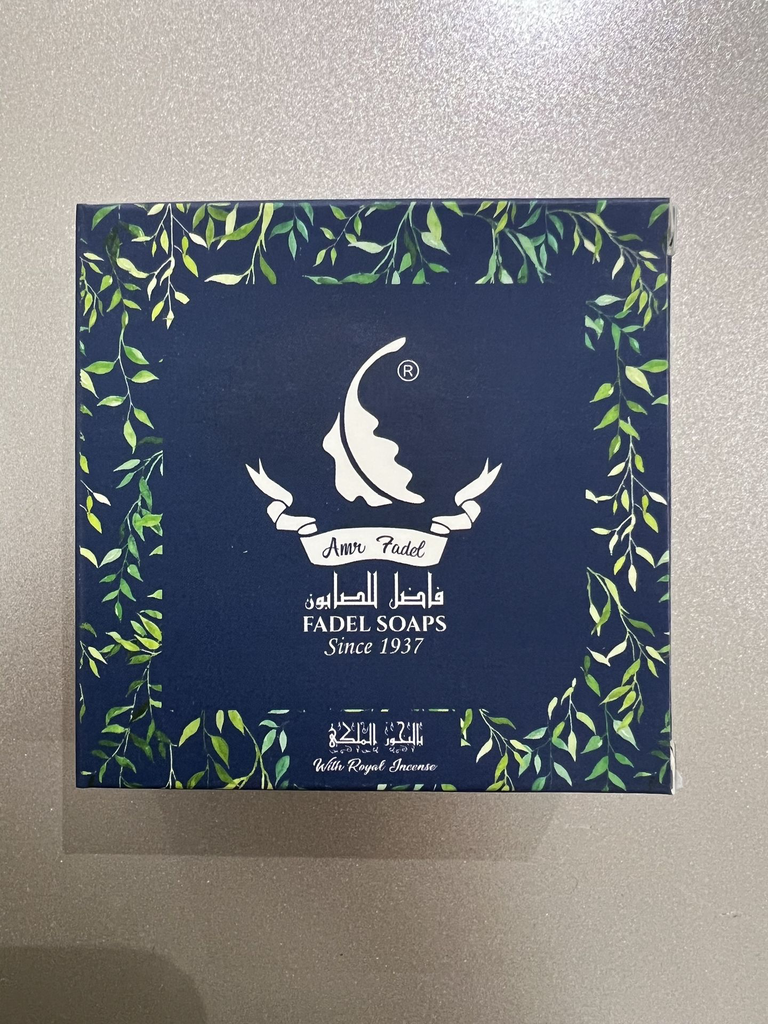 ®
Amr Fadel
فاضل للصابون
FADEL SOAPS
Since 1937
بالبخور الملكي
With Royal Incense